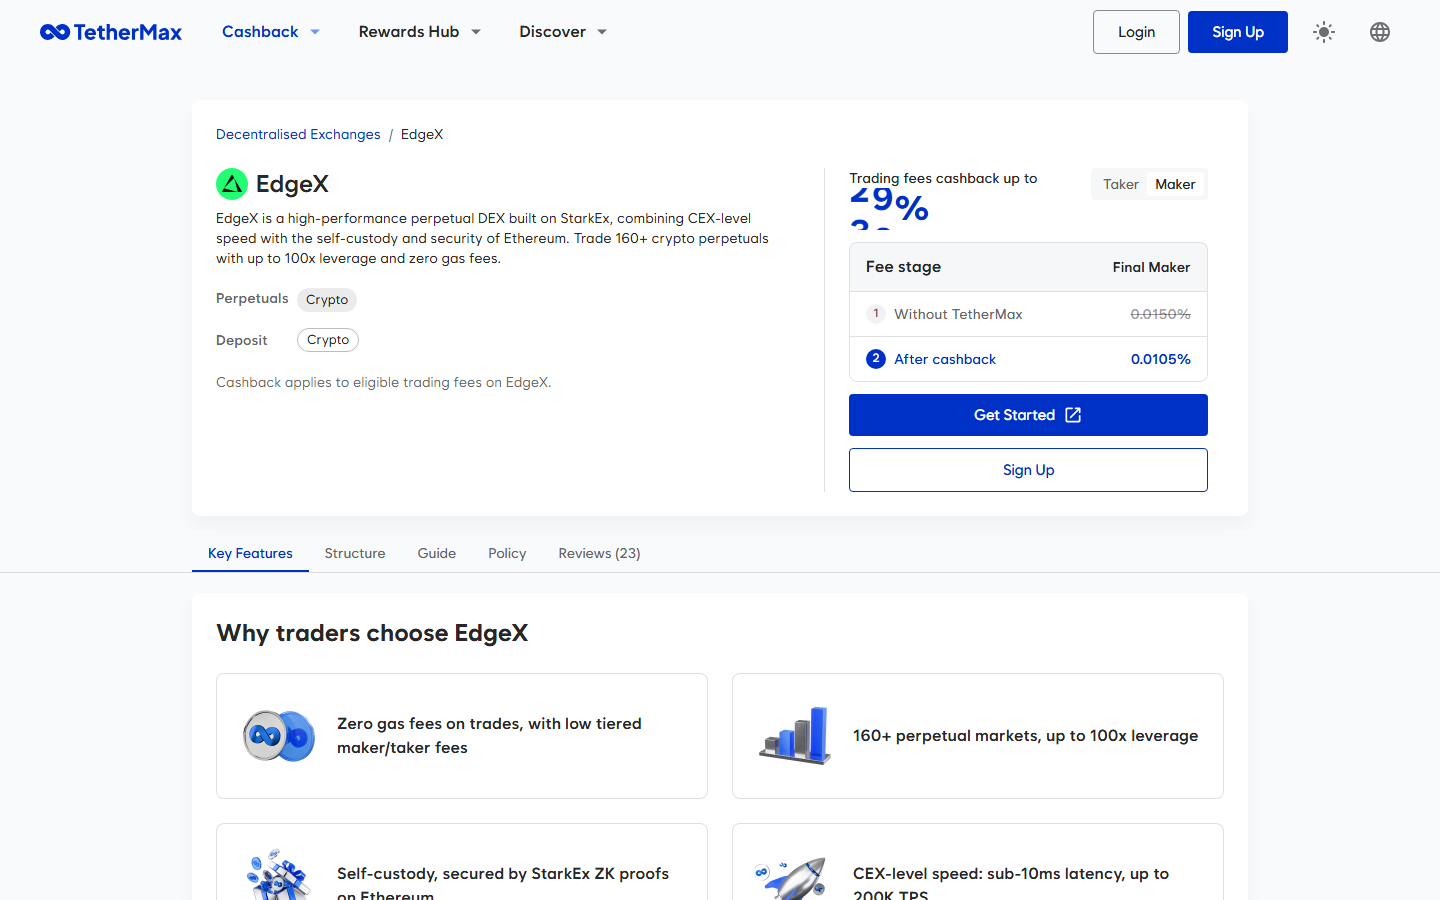 TetherMax
Cashback
Rewards Hub
Discover
Login
Sign Up
Decentralised Exchanges / EdgeX
EdgeX
EdgeX is a high-performance perpetual DEX built on StarkEx, combining CEX-level
speed with the self-custody and security of Ethereum. Trade 160+ crypto perpetuals
with up to 100x leverage and zero gas fees.
Perpetuals Crypto
Deposit Crypto
Cashback applies to eligible trading fees on EdgeX.
Trading fees cashback up to
Taker Maker
%
Fee stage Final Maker
1 Without TetherMax 0.0150%
2 After cashback 0.0105%
Get Started
Sign Up
Key Features
Structure
Guide
Policy
Reviews (23)
Why traders choose EdgeX
Zero gas fees on trades, with low tiered
maker/taker fees
160+ perpetual markets, up to 100x leverage
Self-custody, secured by StarkEx ZK proofs
on Ethereum
CEX-level speed: sub-10ms latency, up to
200K TPS